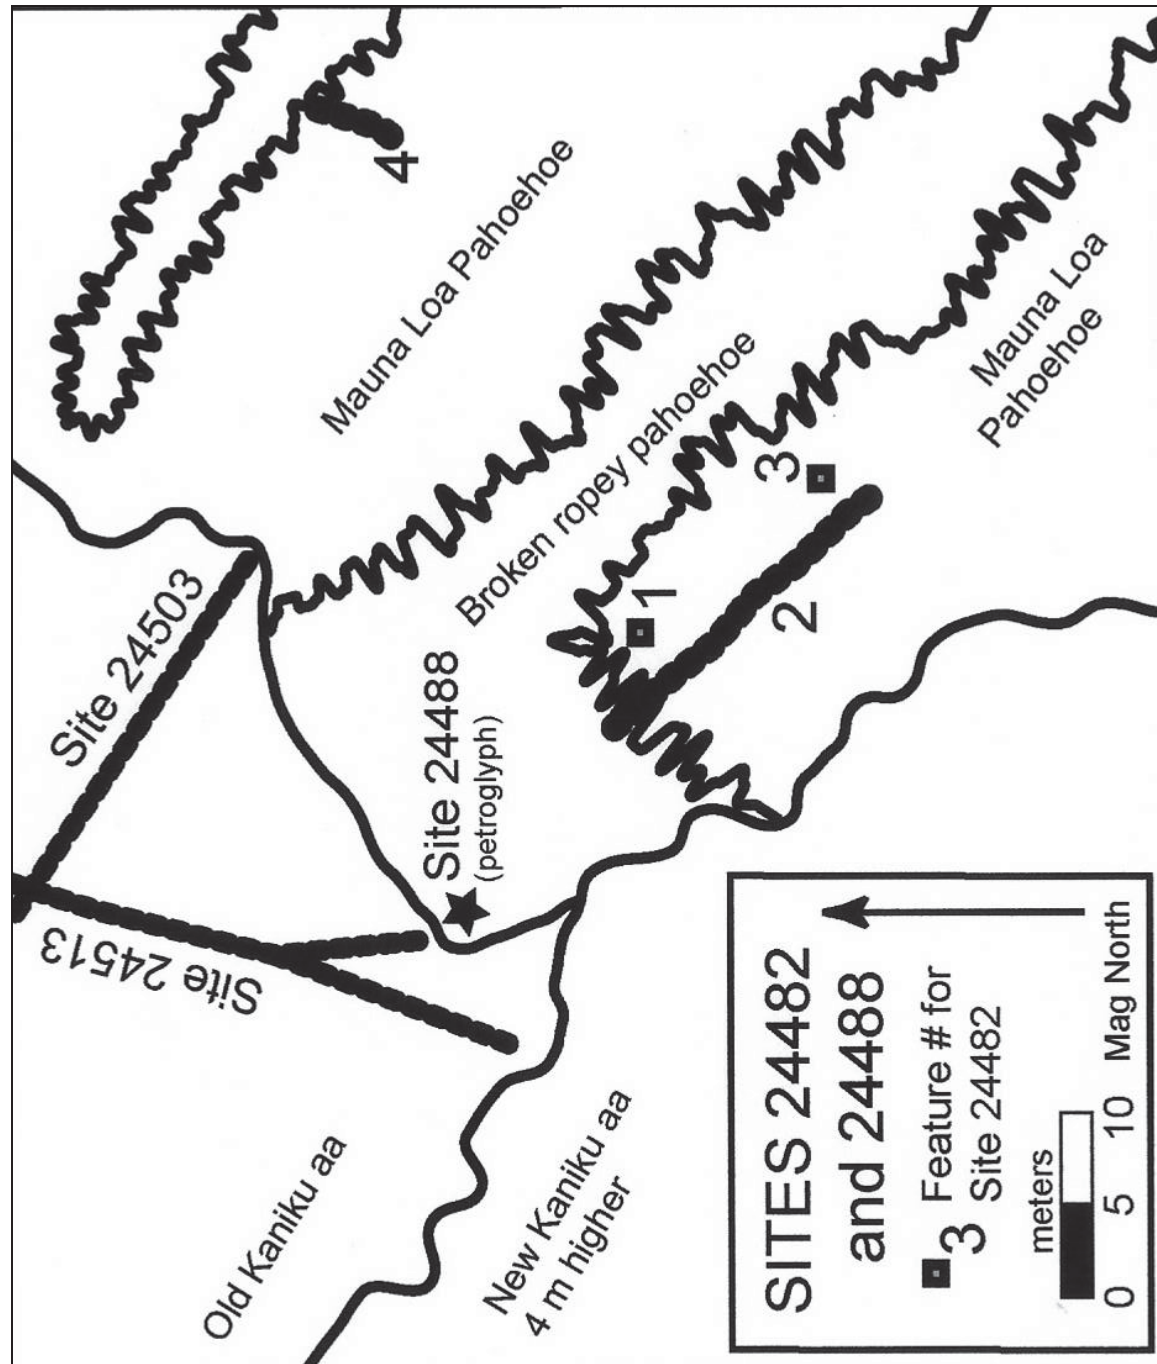 Site 24503
Site 24513
Site 24488
(petroglyph)
Mauna Loa Pahoehoe
4
Broken ropey pahoehoe
Mauna Loa
Pahoehoe
1
2
3
Old Kaniku aa
New Kaniku aa
4 m higher
SITES 24482
and 24488
3 Feature # for
Site 24482
meters
0 5 10
Mag North